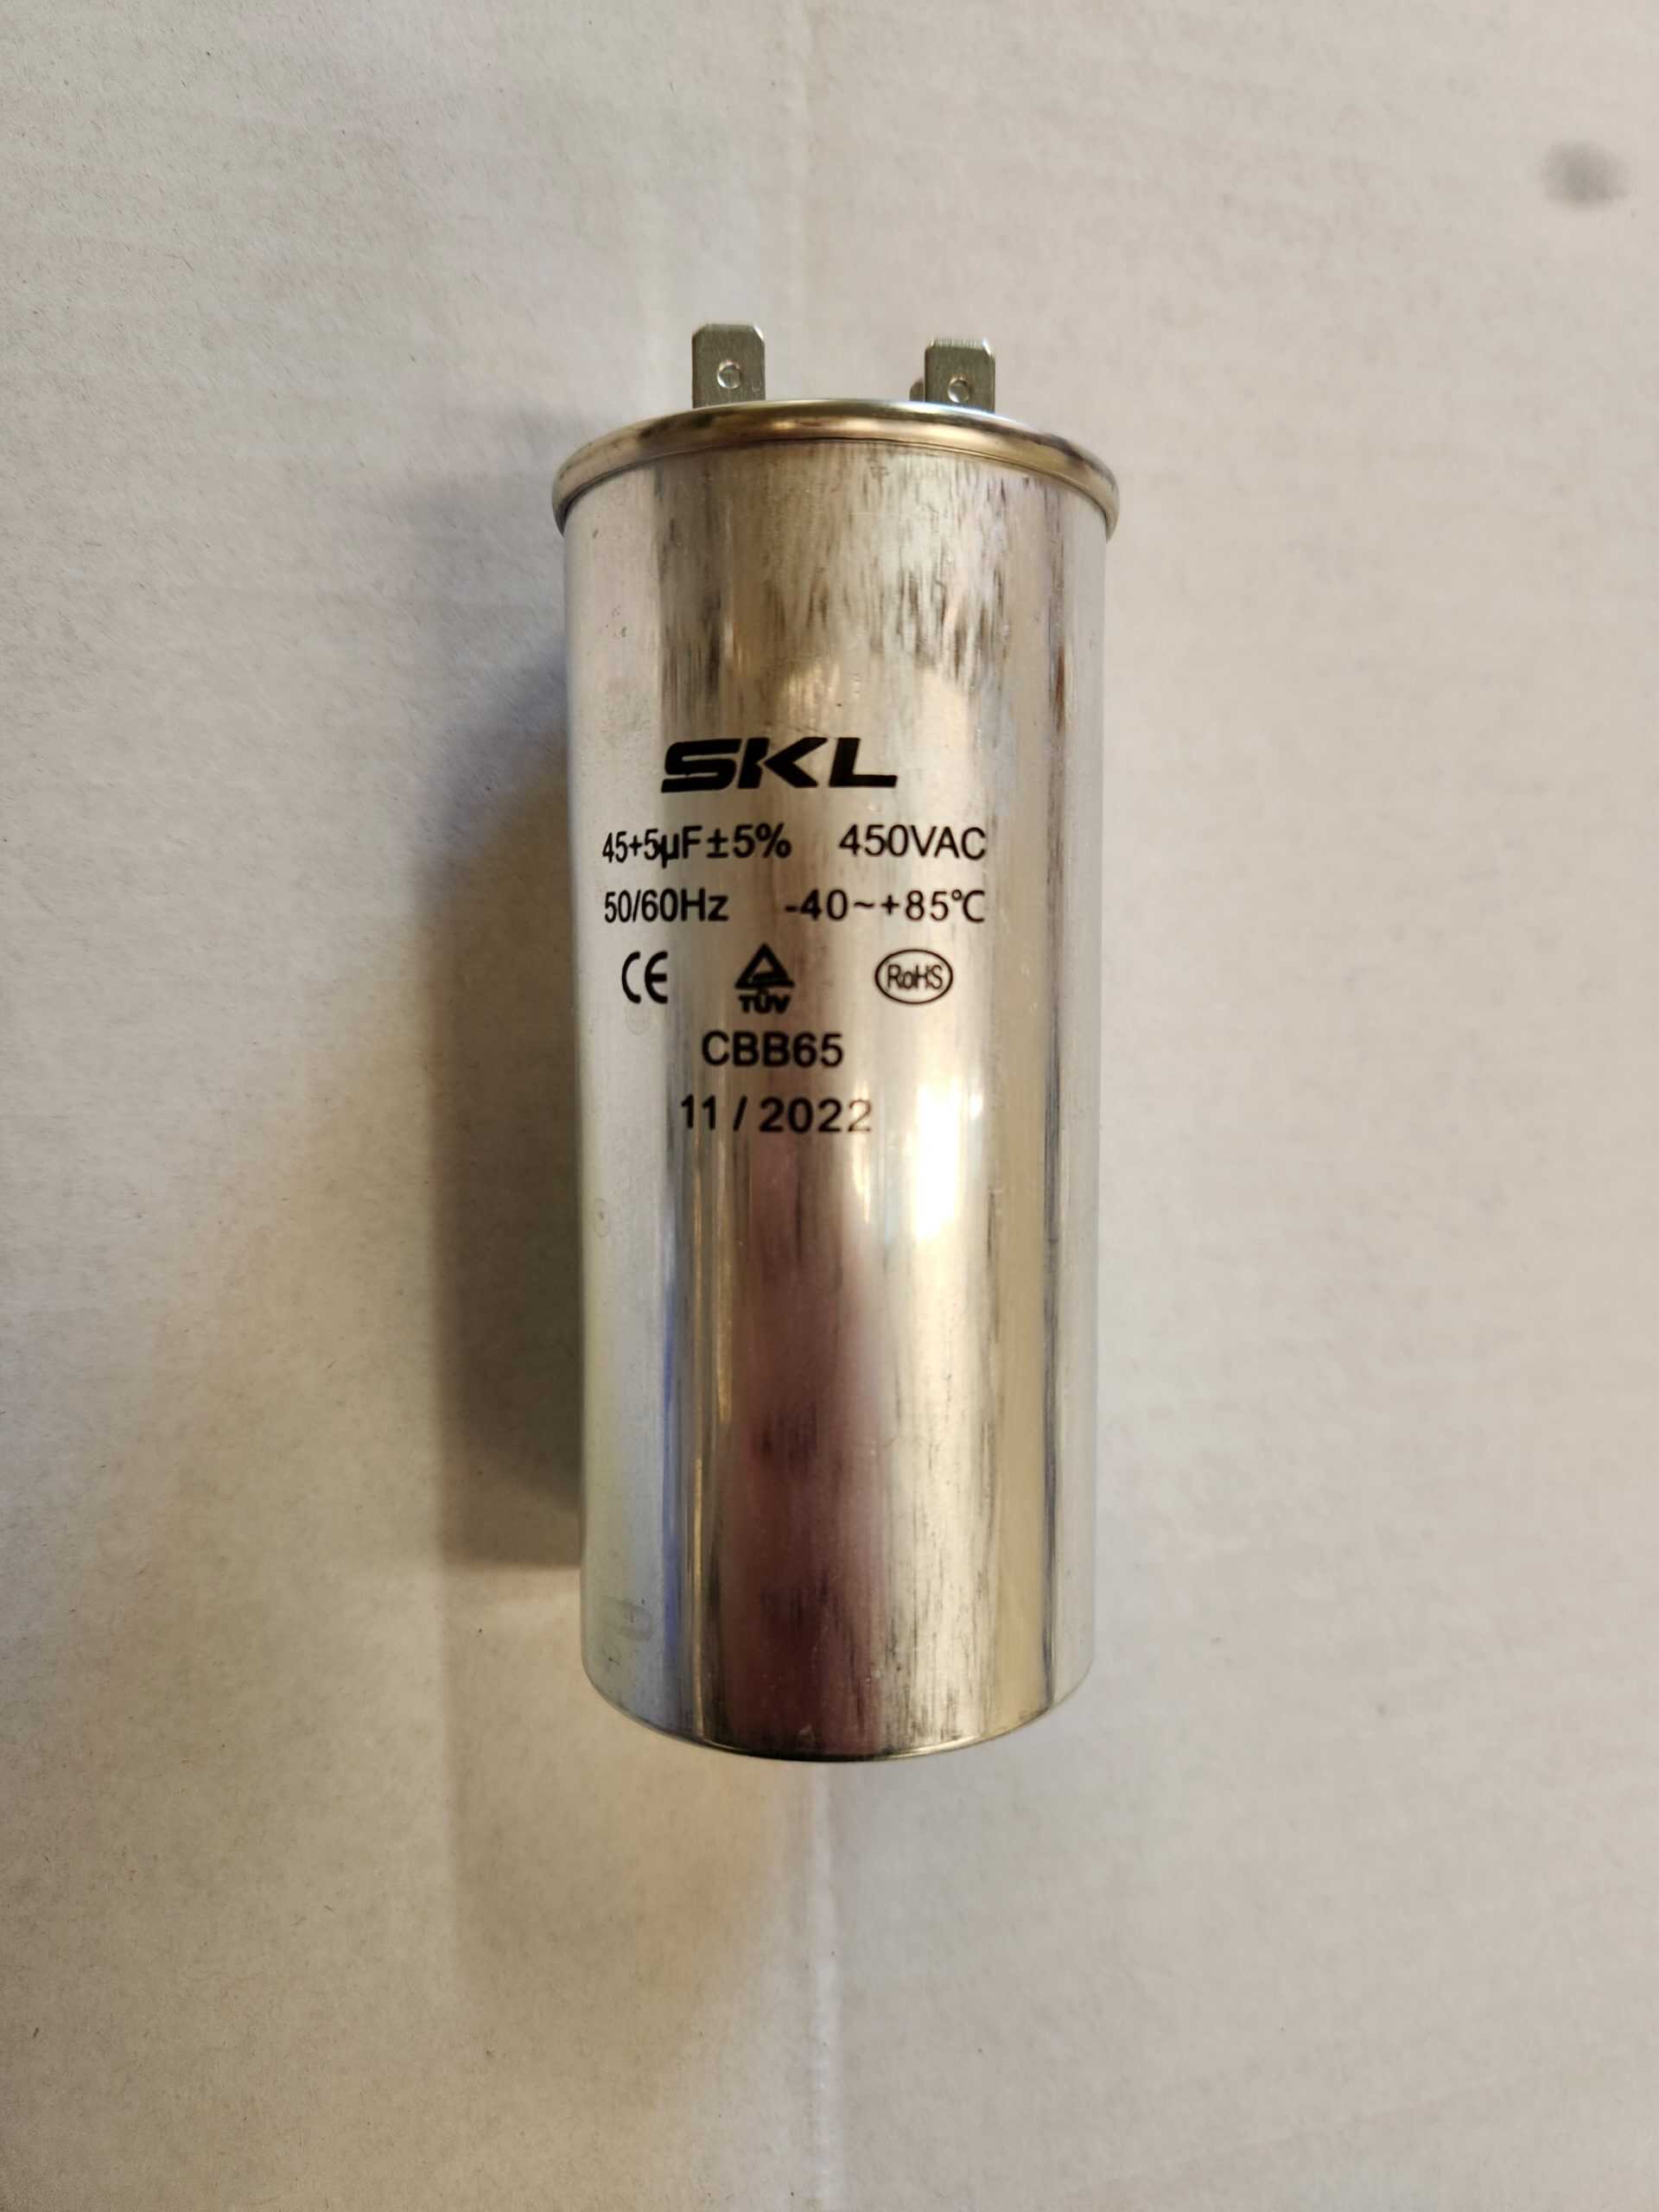 SKL
45+5µF±5% 450VAC
50/60Hz -40~+85℃
CE TÜV RoHS
CBB65
11 / 2022